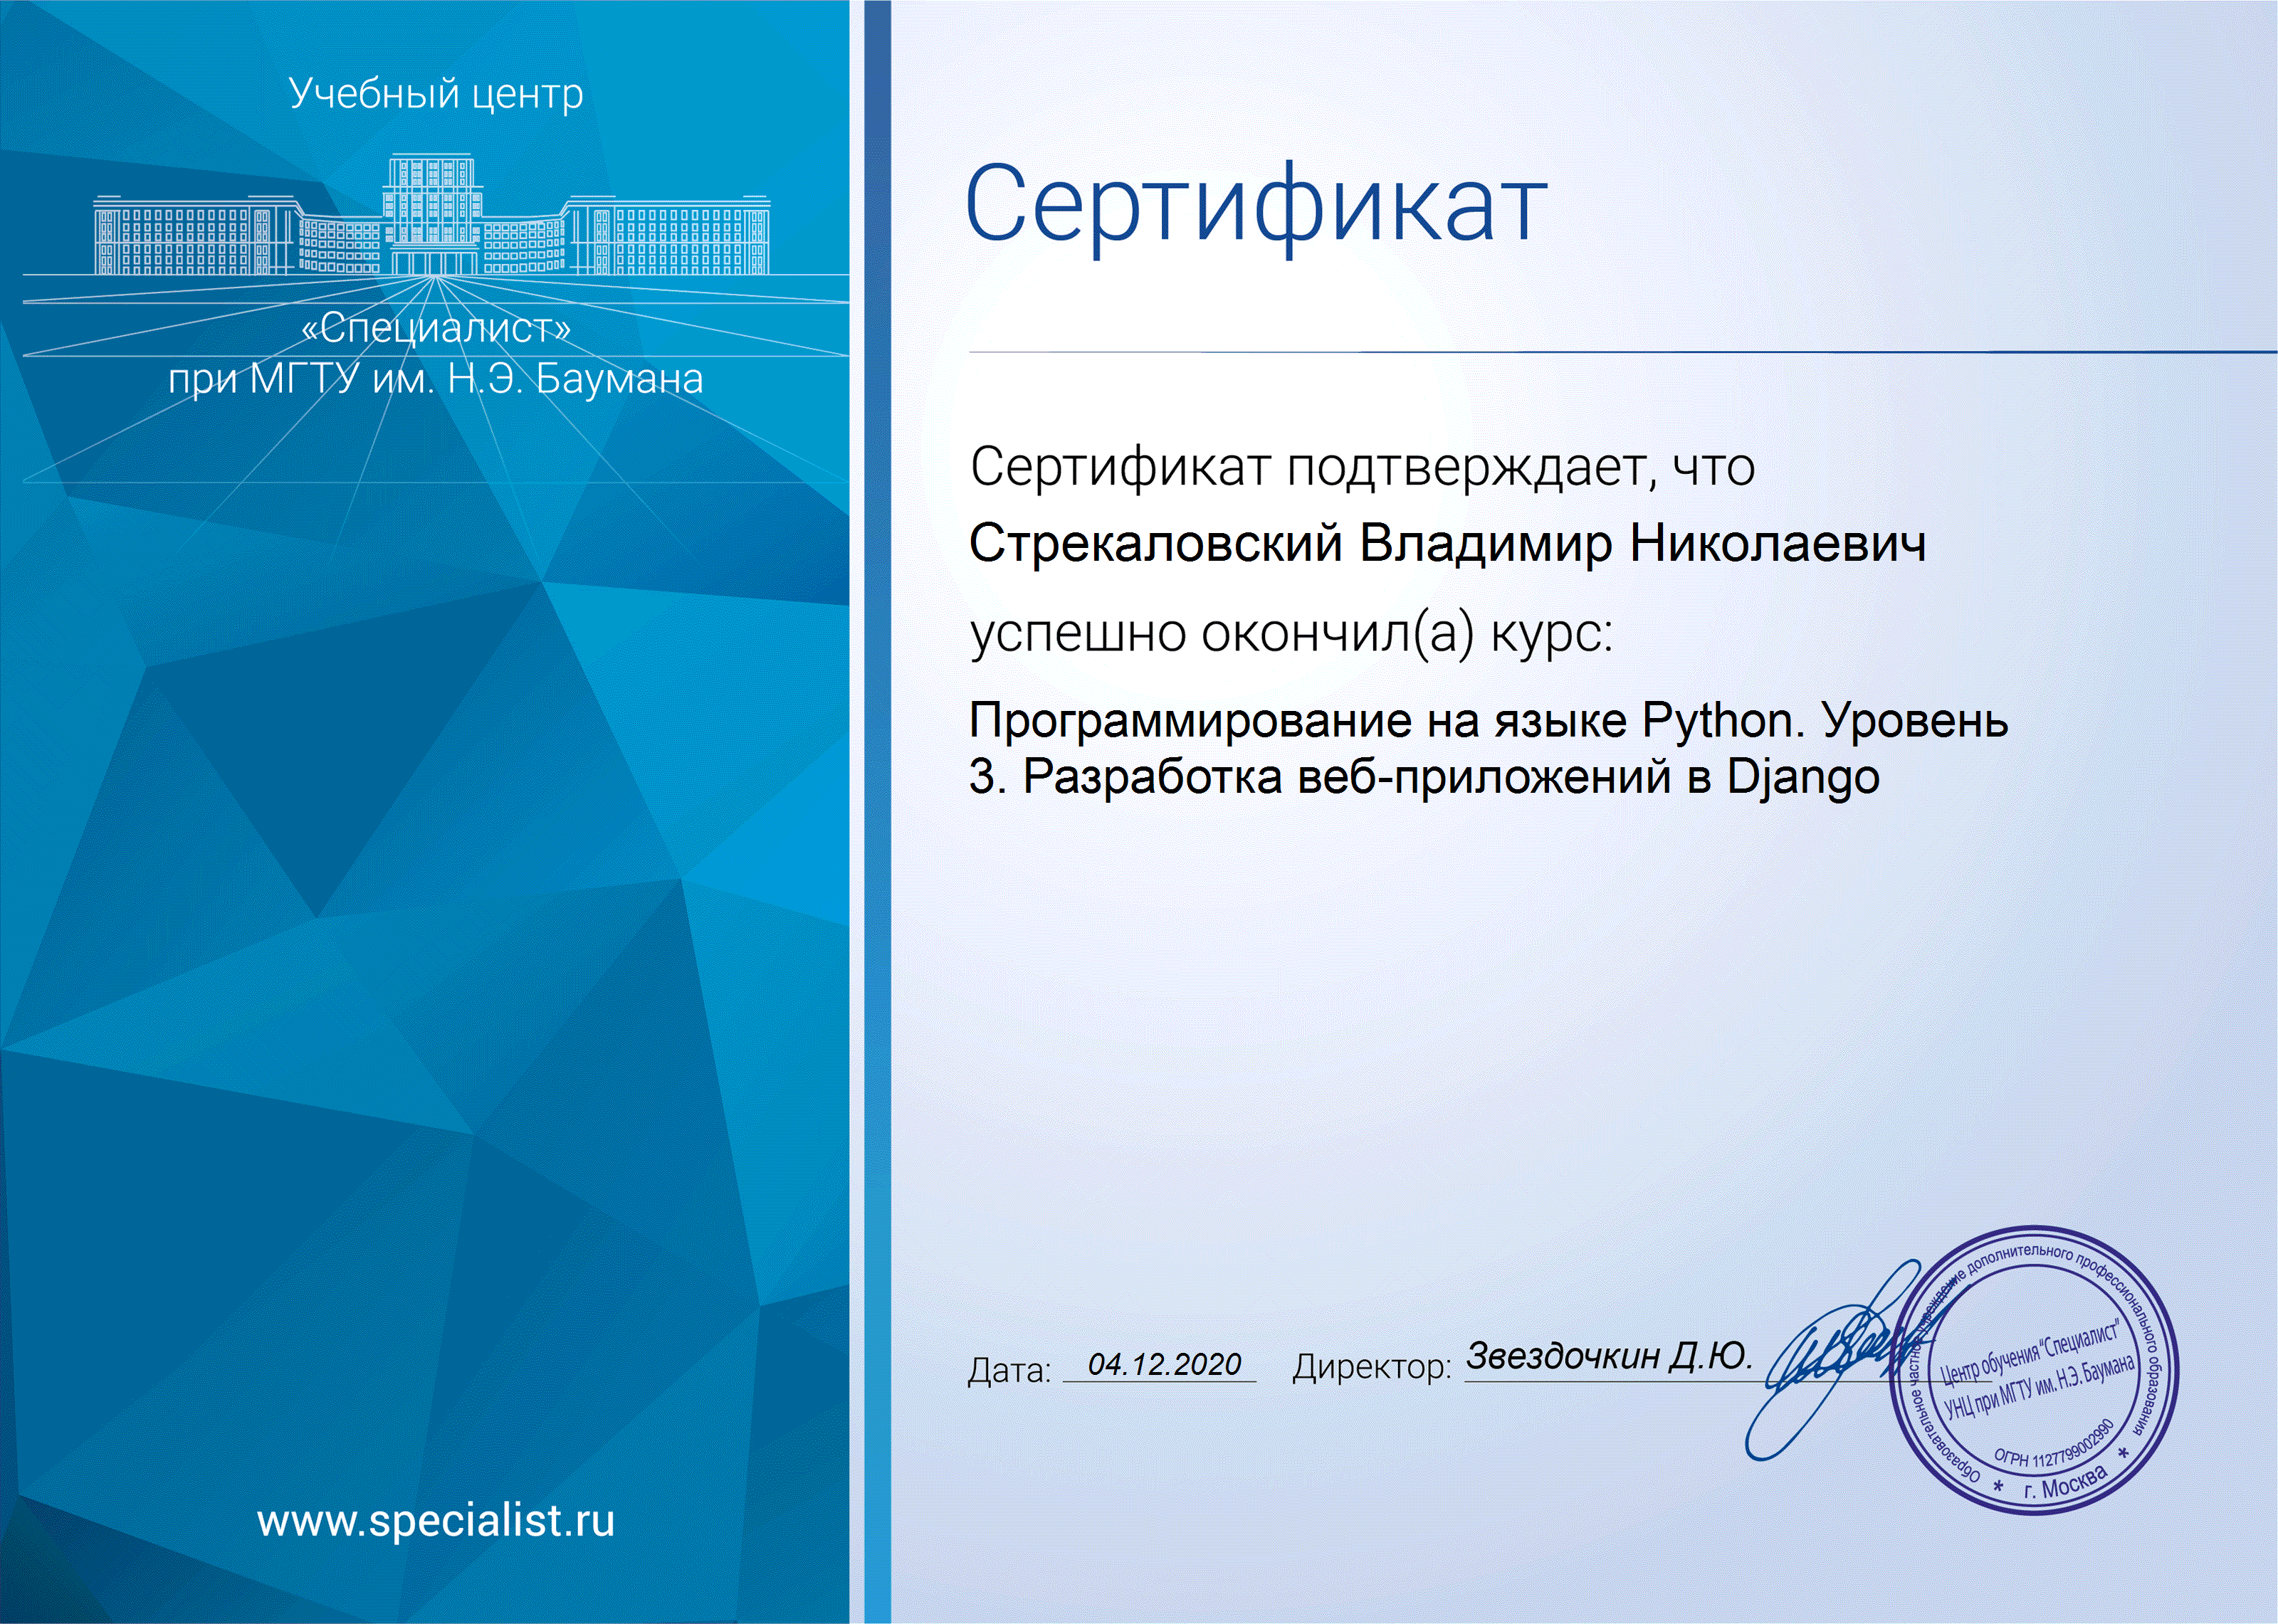 Учебный центр
«Специалист»
при МГТУ им. Н.Э. Баумана
www.specialist.ru
Сертификат
Сертификат подтверждает, что
Стрекаловский Владимир Николаевич
успешно окончил(а) курс:
Программирование на языке Python. Уровень
3. Разработка веб-приложений в Django
Дата: 04.12.2020 Директор: Звездочкин Д.Ю.
Образовательное частное учреждение дополнительного профессионального образования
Центр обучения "Специалист"
УНЦ при МГТУ им. Н.Э. Баумана
ОГРН 1127799002990
* г. Москва *